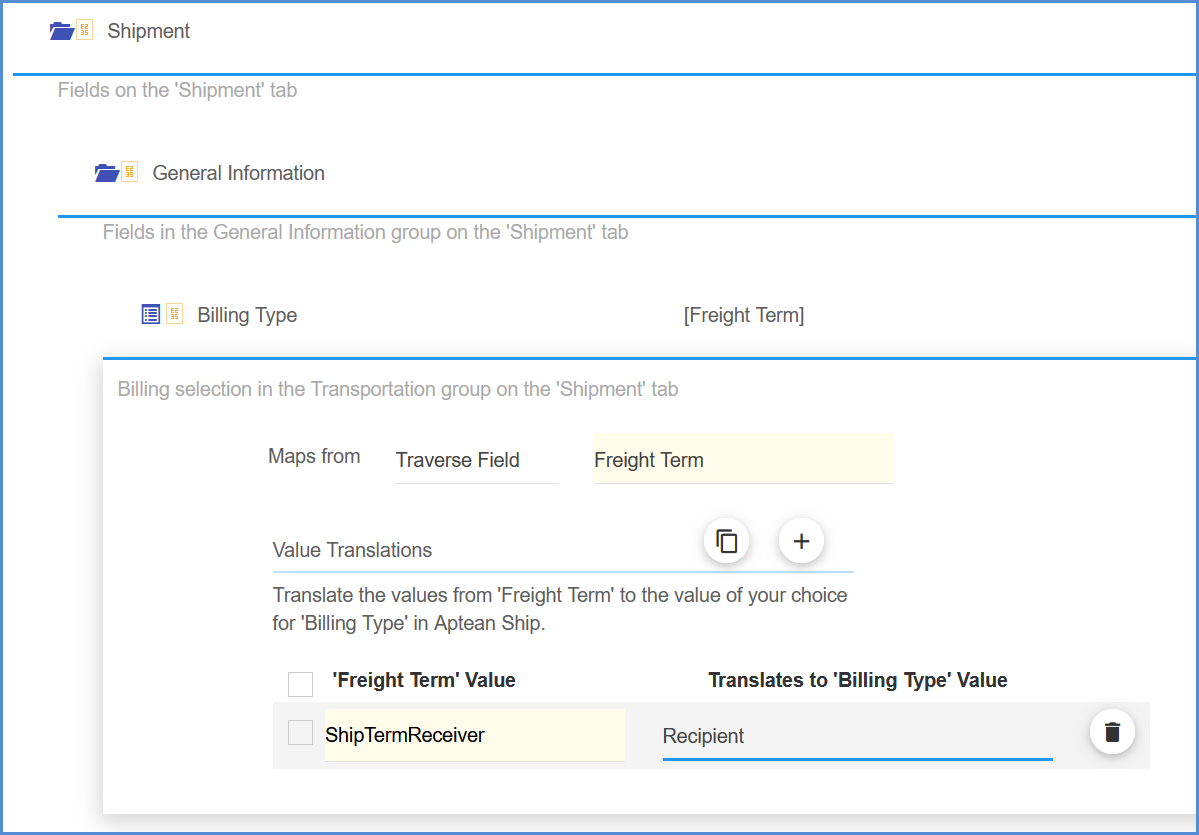 Shipment
Fields on the 'Shipment' tab
General Information
Fields in the General Information group on the 'Shipment' tab
Billing Type [Freight Term]
Billing selection in the Transportation group on the 'Shipment' tab
Maps from Traverse Field Freight Term
Value Translations
Translate the values from 'Freight Term' to the value of your choice
for 'Billing Type' in Aptean Ship.
'Freight Term' Value Translates to 'Billing Type' Value
ShipTermReceiver Recipient